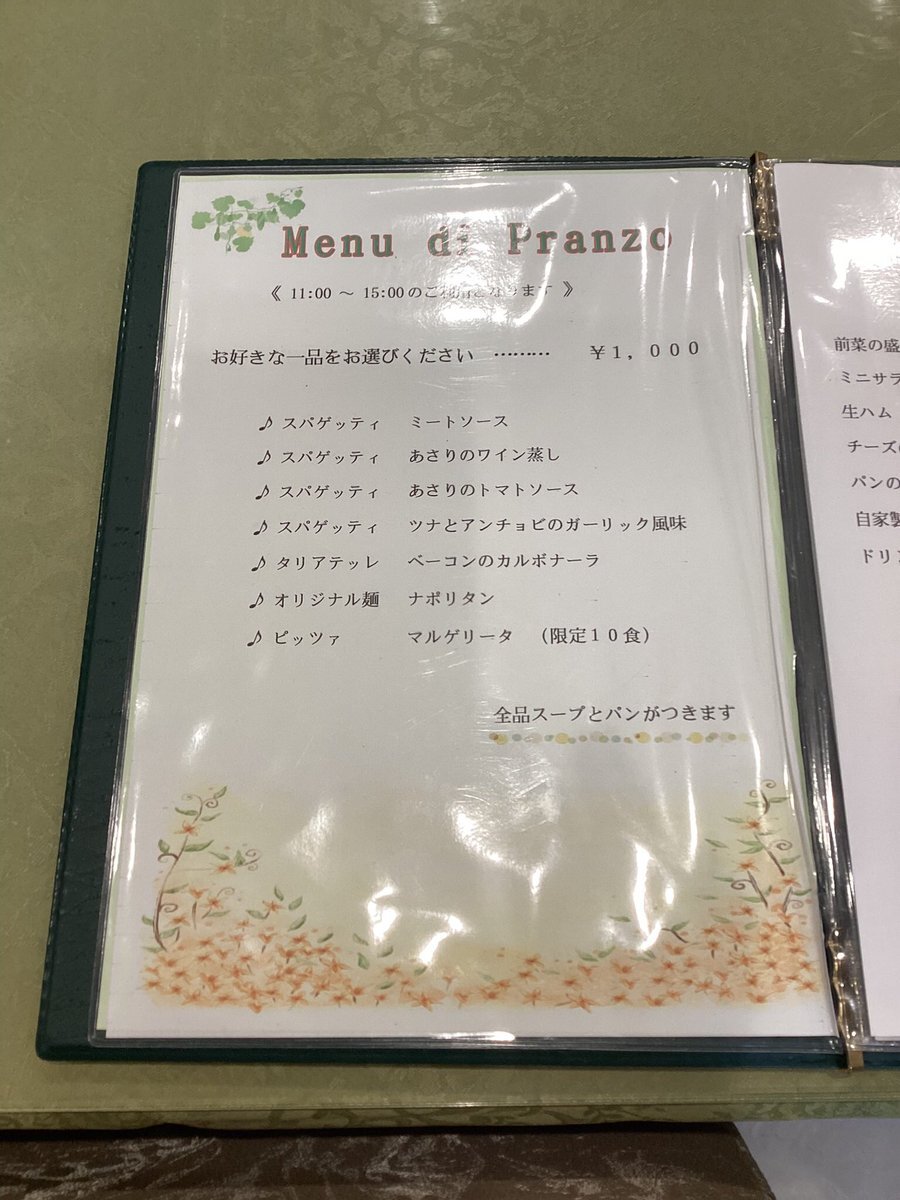 Menu di Pranzo
《 11:00 ～ 15:00のご利用となります 》
お好きな一品をお選びください ……… ￥１，０００
♪ スパゲッティ ミートソース
♪ スパゲッティ あさりのワイン蒸し
♪ スパゲッティ あさりのトマトソース
♪ スパゲッティ ツナとアンチョビのガーリック風味
♪ タリアテッレ ベーコンのカルボナーラ
♪ オリジナル麺 ナポリタン
♪ ピッツァ マルゲリータ （限定１０食）
全品スープとパンがつきます
前菜の盛
ミニサラ
生ハム
チーズの
パンの
自家製
ドリン